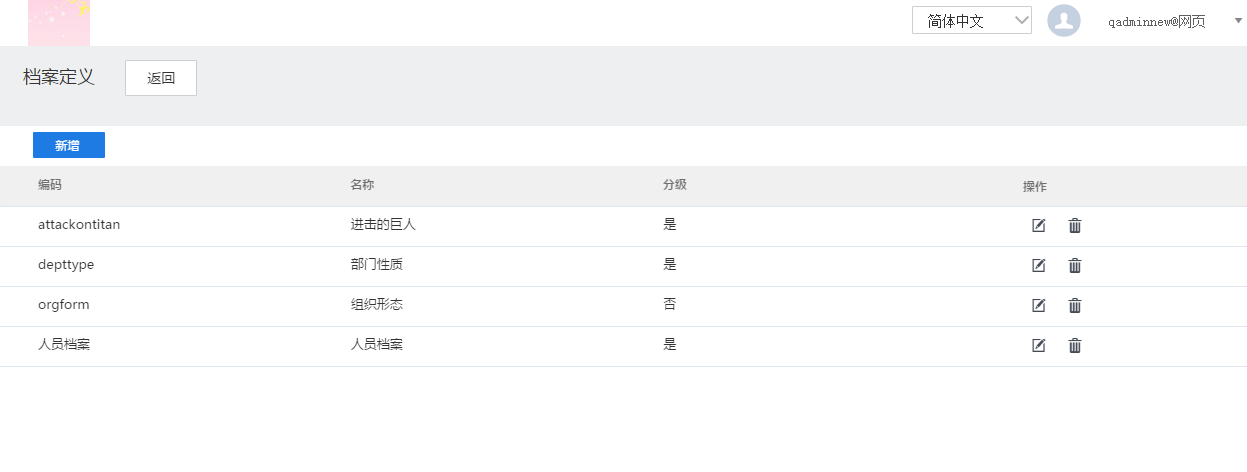 简体中文 qadminnew@网页
档案定义 返回
新增
编码 名称 分级 操作
attackontitan 进击的巨人 是
depttype 部门性质 是
orgform 组织形态 否
人员档案 人员档案 是